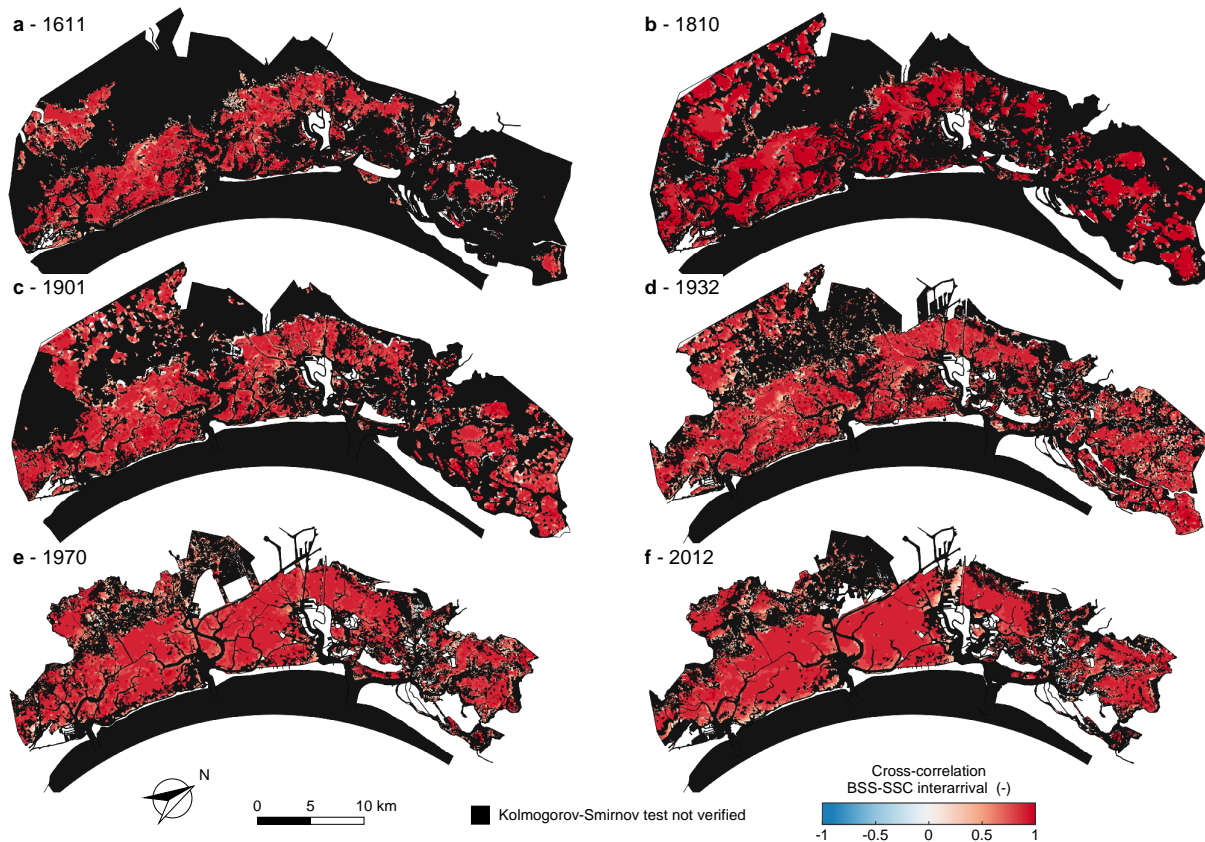 a - 1611
b - 1810
c - 1901
d - 1932
e - 1970
f - 2012
N
0 5 10 km
Kolmogorov-Smirnov test not verified
Cross-correlation
BSS-SSC interarrival (-)
-1 -0.5 0 0.5 1